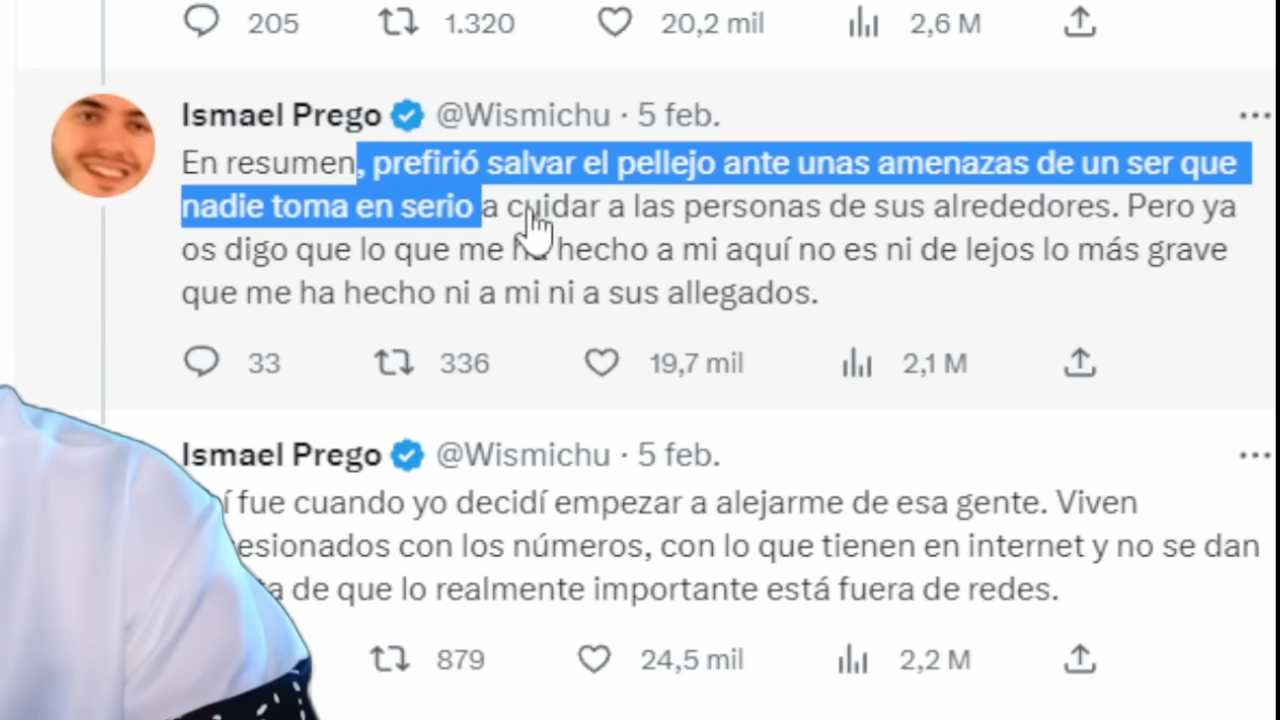 205 1.320 20,2 mil 2,6 M
Ismael Prego @Wismichu · 5 feb.
En resumen, prefirió salvar el pellejo ante unas amenazas de un ser que
nadie toma en serio a cuidar a las personas de sus alrededores. Pero ya
os digo que lo que me ha hecho a mi aquí no es ni de lejos lo más grave
que me ha hecho ni a mi ni a sus allegados.
33 336 19,7 mil 2,1 M
Ismael Prego @Wismichu · 5 feb.
fue cuando yo decidí empezar a alejarme de esa gente. Viven
esionados con los números, con lo que tienen en internet y no se dan
de que lo realmente importante está fuera de redes.
879 24,5 mil 2,2 M